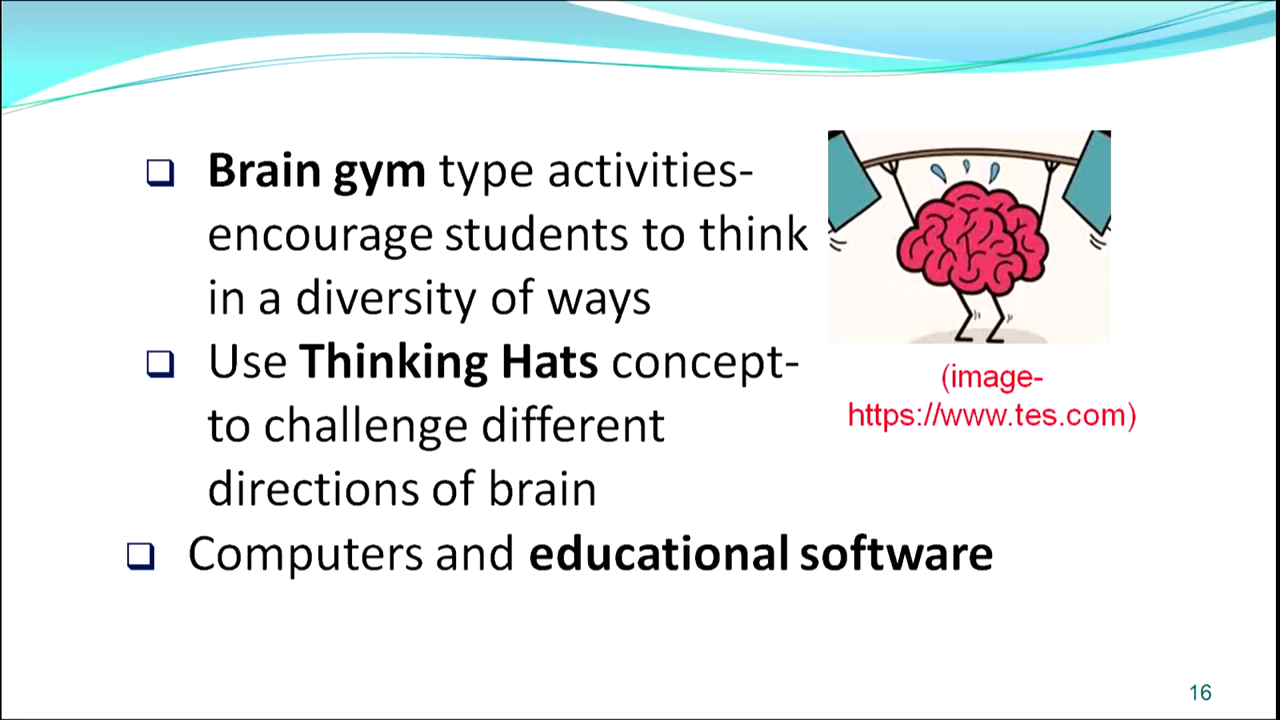 Brain gym type activities-
encourage students to think
in a diversity of ways
Use Thinking Hats concept-
to challenge different
directions of brain
Computers and educational software
(image-
https://www.tes.com)
16